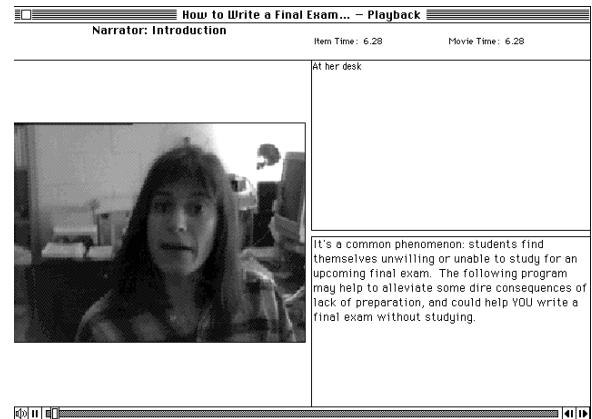 How to Write a Final Exam... – Playback
Narrator: Introduction
Item Time: 6.28
Movie Time: 6.28
At her desk
It's a common phenomenon: students find
themselves unwilling or unable to study for an
upcoming final exam. The following program
may help to alleviate some dire consequences of
lack of preparation, and could help YOU write a
final exam without studying.